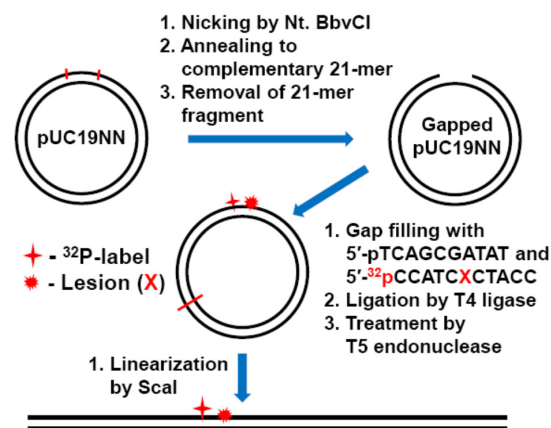 1. Nicking by Nt. BbvCI
2. Annealing to
complementary 21-mer
3. Removal of 21-mer
fragment
pUC19NN
Gapped
pUC19NN
- ³²P-label
- Lesion (X)
1. Gap filling with
5′-pTCAGCGATAT and
5′-³²pCCATCXCTACC
2. Ligation by T4 ligase
3. Treatment by
T5 endonuclease
1. Linearization
by ScaI